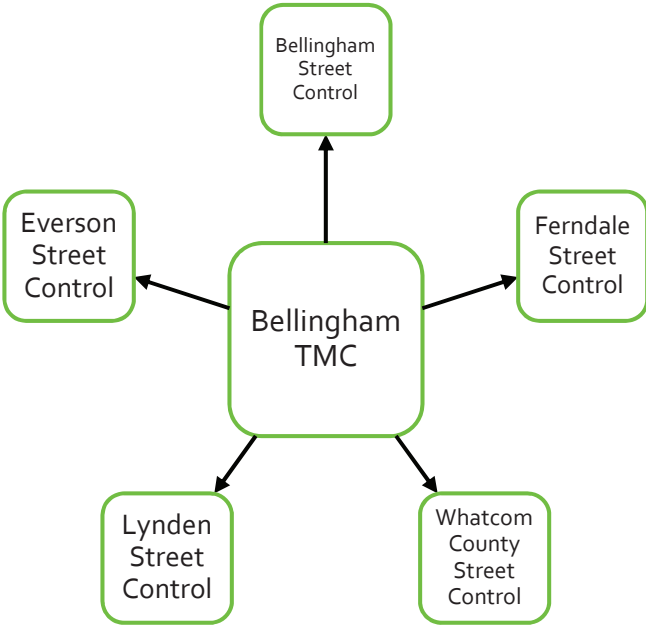 Bellingham
Street
Control
Everson
Street
Control
Ferndale
Street
Control
Bellingham
TMC
Lynden
Street
Control
Whatcom
County
Street
Control